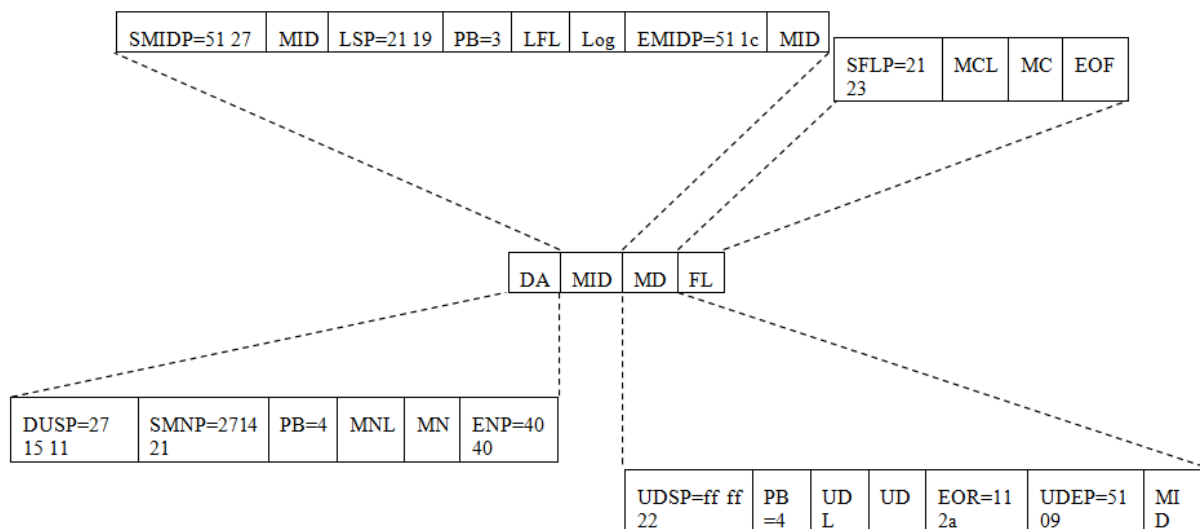 SMIDP=51 27 MID LSP=21 19 PB=3 LFL Log EMIDP=51 1c MID
SFLP=21 MCL MC EOF
23
DA MID MD FL
DUSP=27 SMNP=2714 PB=4 MNL MN ENP=40
15 11 21 40
UDSP=ff ff PB UD UD EOR=11 UDEP=51 MI
22 =4 L 2a 09 D